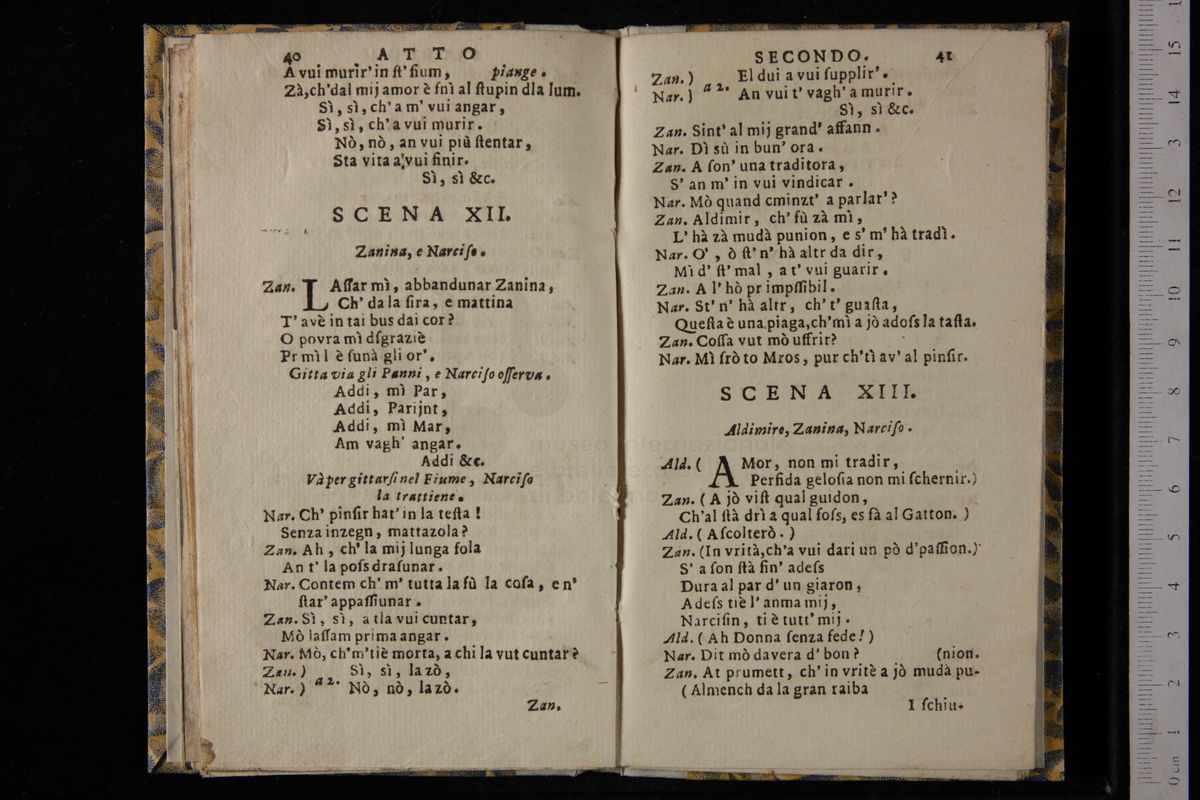 40 ATTO
A vui murir' in ſt' fium, piange.
Zà, ch'dal mij amor è fnì al ſtupin dla lum.
Sì, sì, ch' a m' vui angar,
Sì, sì, ch' a vui murir.
Nò, nò, an vui più ſtentar,
Sta vita a vui finir.
Sì, sì &c.
SCENA XII.
Zanina, e Narciſo.
Zan. LAſſar mì, abbandunar Zanina,
Ch' da la ſira, e mattina
T' avè in tai bus dai cor?
O povra mì dſgraziè
Pr mì l è ſunà gli or'.
Gitta via gli Panni, e Narciſo oſſerva.
Addi, mì Par,
Addi, Parijnt,
Addi, mì Mar,
Am vagh' angar.
Addi &c.
Và per gittarſi nel Fiume, Narciſo
la trattiene.
Nar. Ch' pinſir hat' in la teſta!
Senza inzegn, mattazola?
Zan. Ah, ch' la mij lunga fola
An t' la poſs draſunar.
Nar. Contem ch' m' tutta la fù la coſa, e n'
ſtar' appaſſiunar.
Zan. Sì, sì, a tla vui cuntar,
Mò laſſam prima angar.
Nar. Mò, ch'm'tiè morta, a chi la vut cuntar?
Zan. ) Sì, sì, la zò,
Nar. ) a 2. Nò, nò, la zò.
Zan.
SECONDO. 41
Zan. ) El dui a vui ſupplir'.
Nar. ) a 2. An vui t' vagh' a murir.
Sì, sì &c.
Zan. Sint' al mij grand' affann.
Nar. Dì sù in bun' ora.
Zan. A ſon' una traditora,
S' an m' in vui vindicar.
Nar. Mò quand cminzt' a parlar'?
Zan. Aldimir, ch' fù zà mì,
L' hà zà mudà punion, e s' m' hà tradì.
Nar. O', ò ſt' n' hà altr da dir,
Mì d' ſt' mal, a t' vui guarir.
Zan. A l' hò pr impſſibil.
Nar. St' n' hà altr, ch' t' guaſta,
Queſta è una piaga, ch'mì a jò adoſs la taſta.
Zan. Coſſa vut mò uffrir?
Nar. Mì frò to Mros, pur ch'tì av' al pinſir.
SCENA XIII.
Aldimiro, Zanina, Narciſo.
Ald. ( AMor, non mi tradir,
Perfida geloſia non mi ſchernir.)
Zan. ( A jò viſt qual guidon,
Ch'al ſtà drì a qual foſs, e s fà al Gatton. )
Ald. ( Aſcolterò. )
Zan. (In vrità, ch'a vui dari un pò d'paſſion.)
S' a ſon ſtà fin' adeſs
Dura al par d' un giaron,
Adeſs tiè l' anma mij,
Narciſin, ti è tutt' mij.
Ald. ( Ah Donna ſenza fede! )
Nar. Dit mò davera d' bon? (nion.
Zan. At prumett, ch' in vritè a jò mudà pu-
( Almench da la gran raiba
I ſchiu-